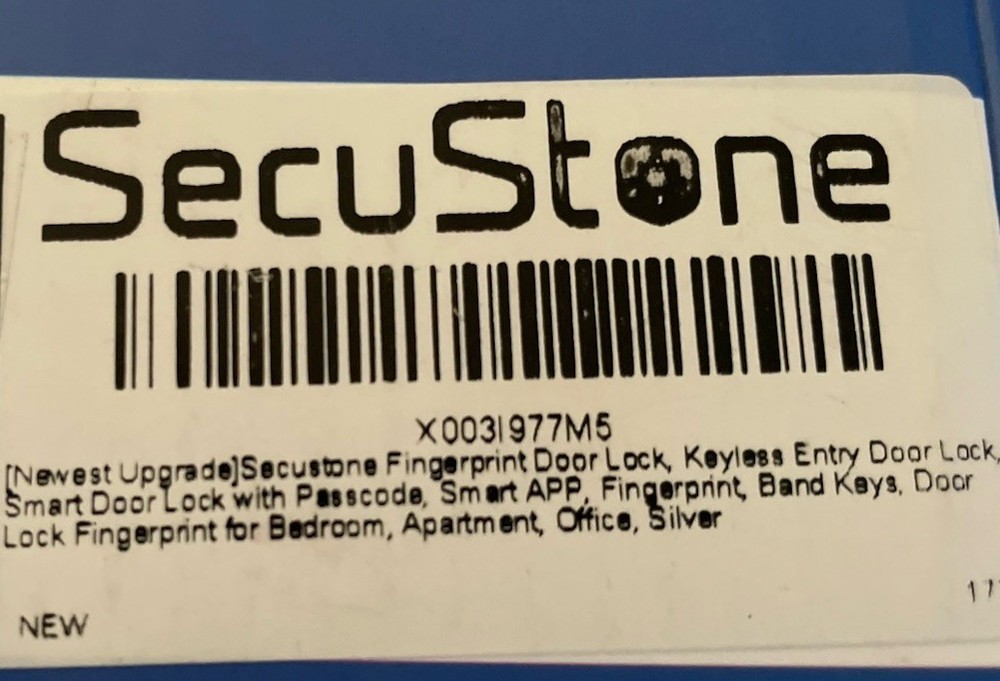 SecuStone
X003I977M5
[Newest Upgrade]Secustone Fingerprint Door Lock, Keyless Entry Door Lock,
Smart Door Lock with Passcode, Smart APP, Fingerprint, Band Keys, Door
Lock Fingerprint for Bedroom, Apartment, Office, Silver
NEW